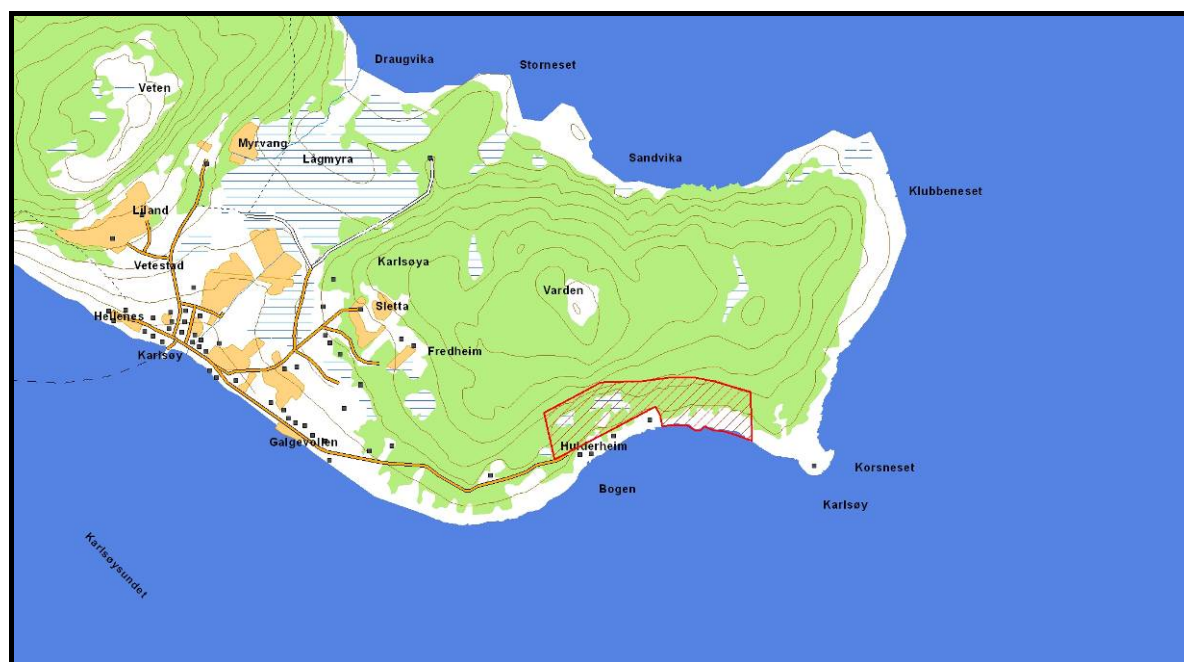 Draugvika
Storneset
Veten
Myrvang
Lågmyra
Sandvika
Klubbeneset
Liland
Vetestad
Karlsøya
Varden
Sletta
Hellenes
Karlsøy
Fredheim
Galgevollen
Hulderheim
Korsneset
Bogen
Karlsøy
Karlsøysundet